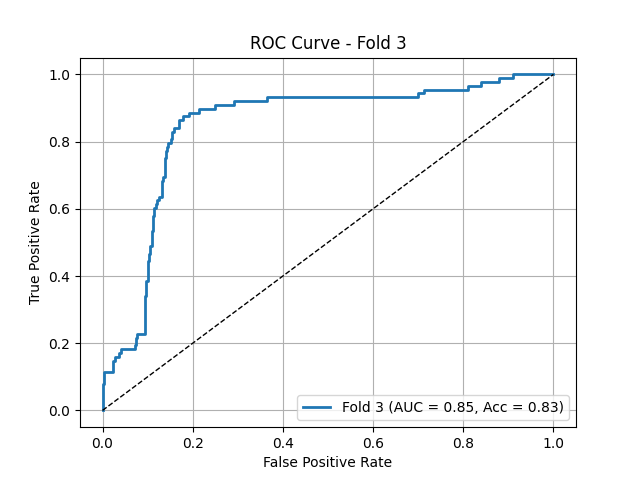 ROC Curve - Fold 3
1.0
0.8
0.6
0.4
0.2
0.0
True Positive Rate
Fold 3 (AUC = 0.85, Acc = 0.83)
0.0 0.2 0.4 0.6 0.8 1.0
False Positive Rate